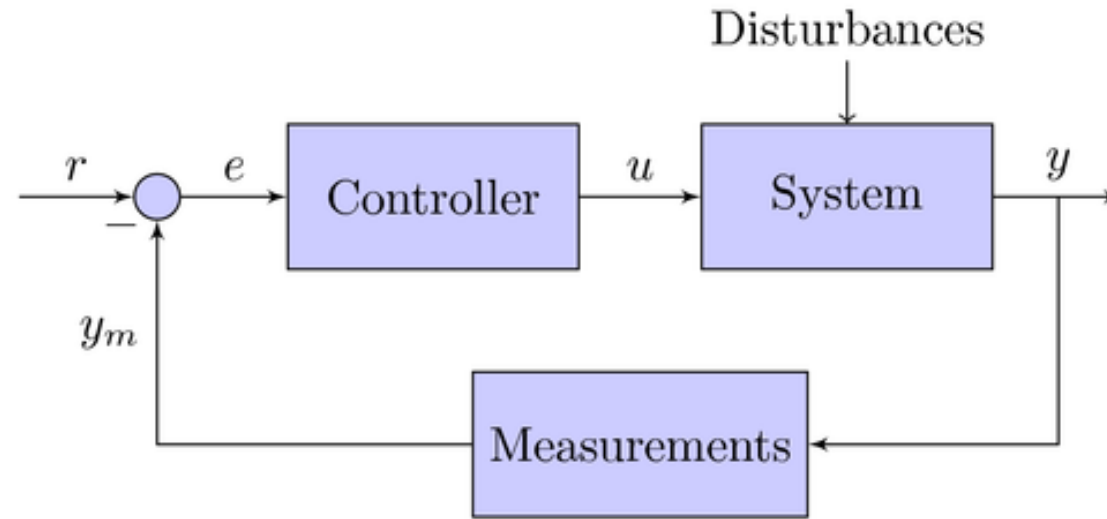 Disturbances
r
e
Controller
u
System
y
−
y_m
Measurements